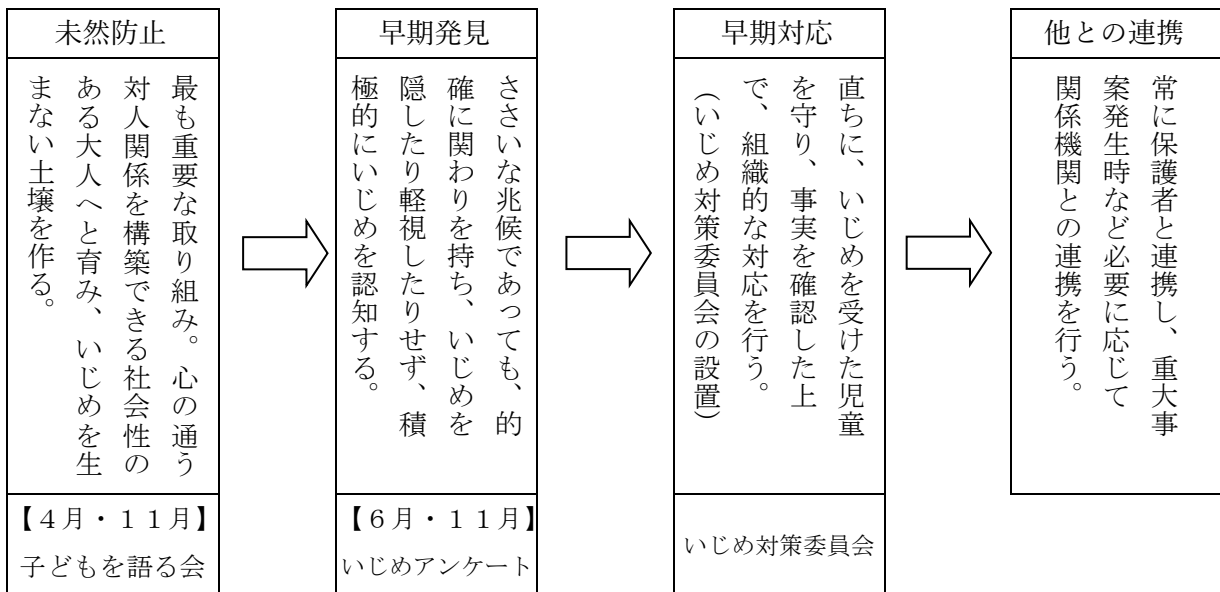 未然防止
最も重要な取り組み。心の通う
対人関係を構築できる社会性の
ある大人へと育み、いじめを生
まない土壌を作る。
【4月・11月】
子どもを語る会
早期発見
ささいな兆候であっても、的
確に関わりを持ち、いじめを
隠したり軽視したりせず、積
極的にいじめを認知する。
【6月・11月】
いじめアンケート
早期対応
直ちに、いじめを受けた児童
を守り、事実を確認した上
で、組織的な対応を行う。
（いじめ対策委員会の設置）
いじめ対策委員会
他との連携
常に保護者と連携し、重大事
案発生時など必要に応じて
関係機関との連携を行う。